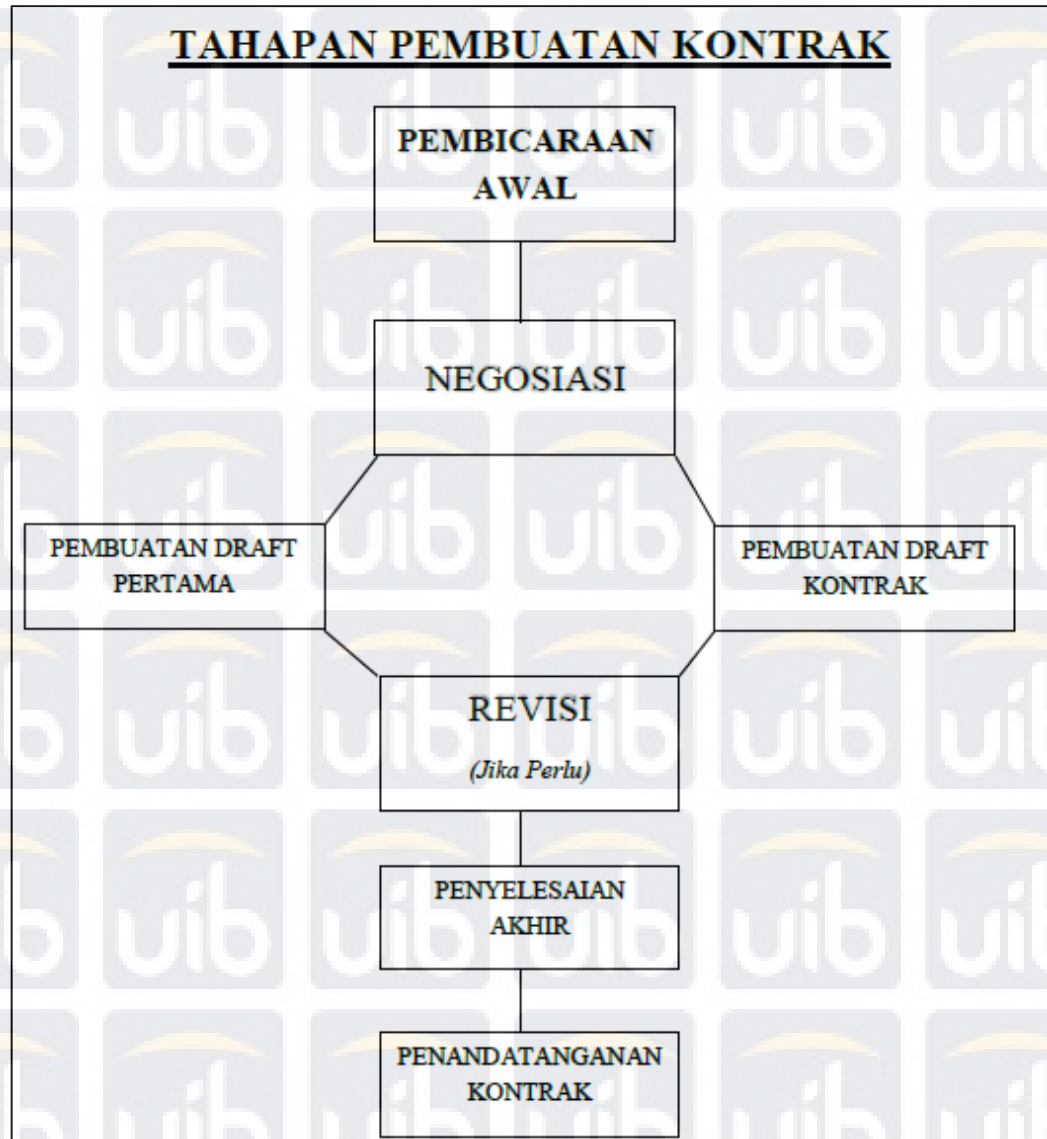 TAHAPAN PEMBUATAN KONTRAK
PEMBICARAAN
AWAL
NEGOSIASI
PEMBUATAN DRAFT
PERTAMA
PEMBUATAN DRAFT
KONTRAK
REVISI
(Jika Perlu)
PENYELESAIAN
AKHIR
PENANDATANGANAN
KONTRAK
uib